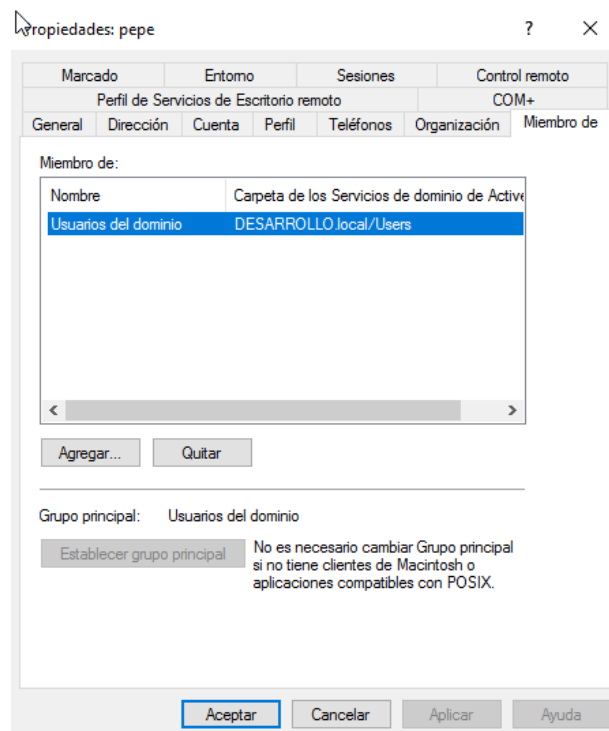 Propiedades: pepe
Marcado Entorno Sesiones Control remoto
Perfil de Servicios de Escritorio remoto COM+
General Dirección Cuenta Perfil Teléfonos Organización Miembro de
Miembro de:
Nombre Carpeta de los Servicios de dominio de Active
Usuarios del dominio DESARROLLO.local/Users
Agregar... Quitar
Grupo principal: Usuarios del dominio
Establecer grupo principal
No es necesario cambiar Grupo principal
si no tiene clientes de Macintosh o
aplicaciones compatibles con POSIX.
Aceptar Cancelar Aplicar Ayuda